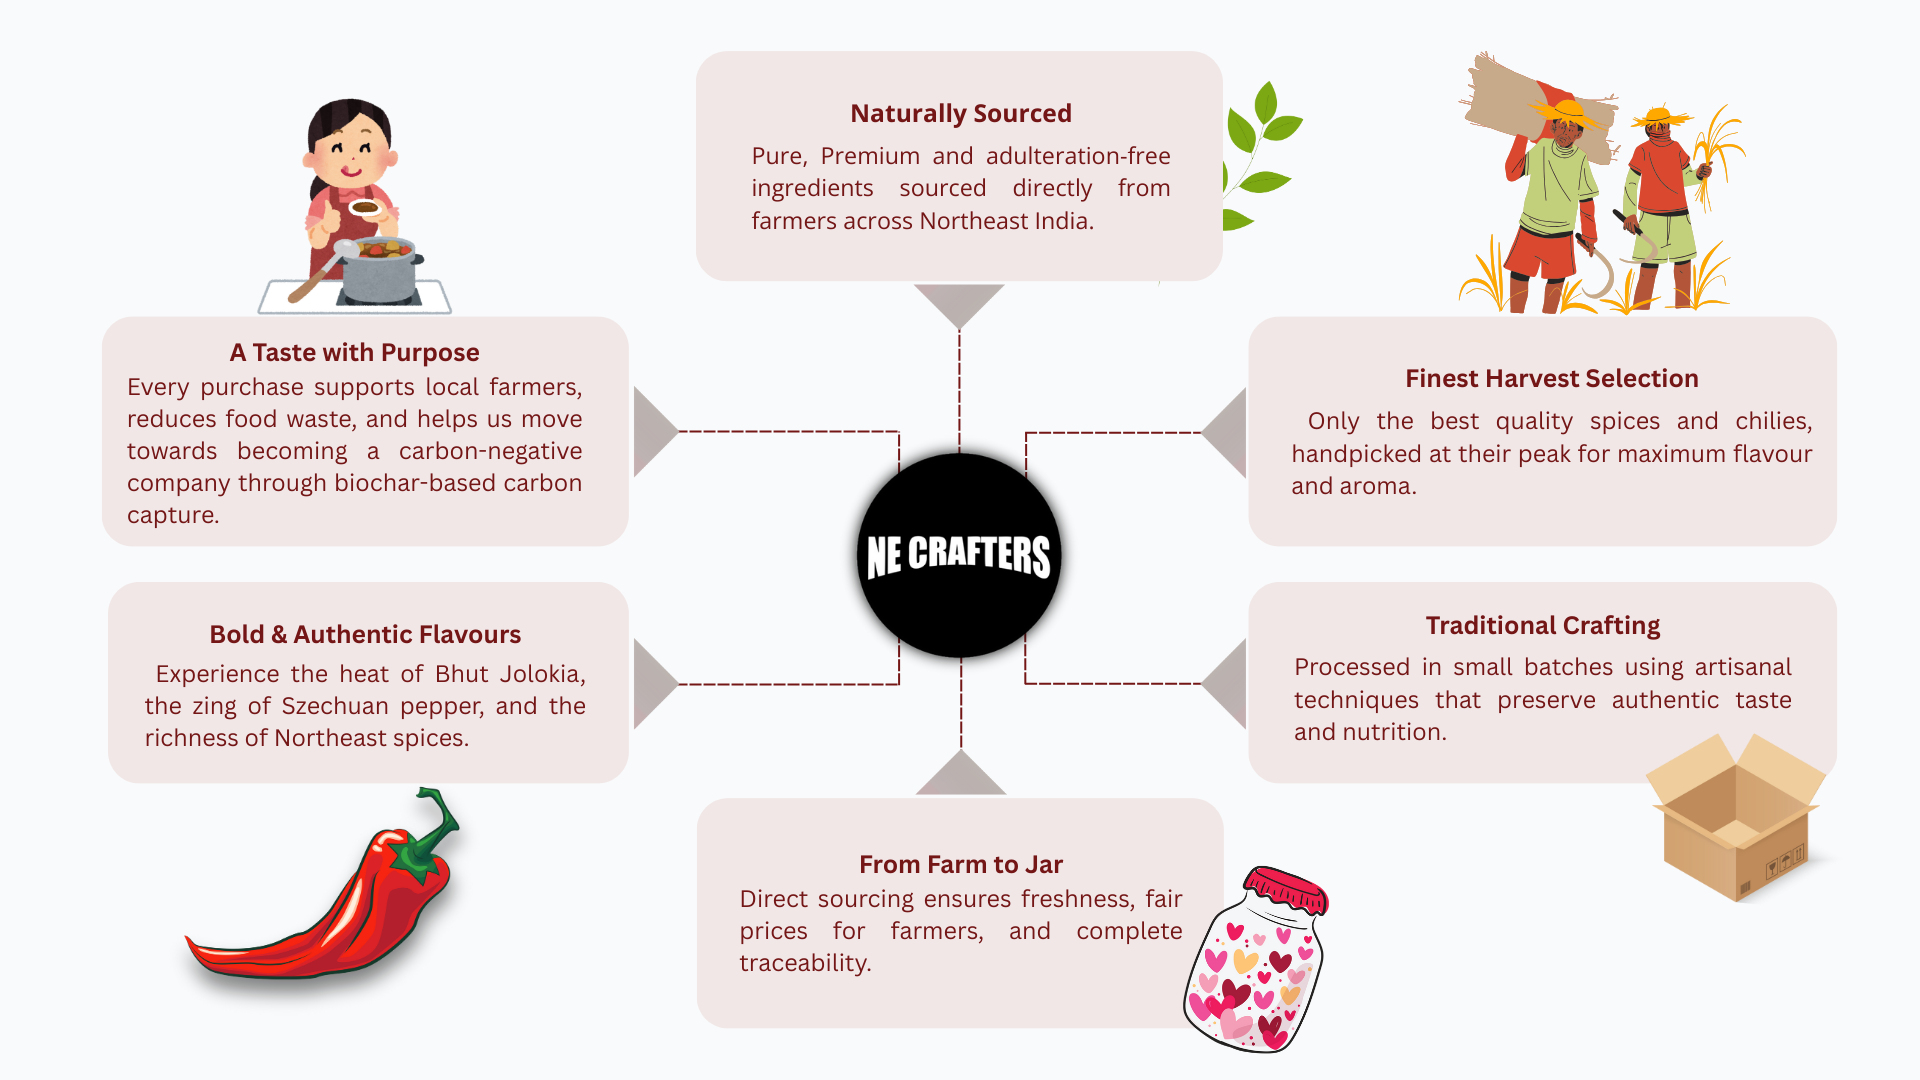 Naturally Sourced
Pure, Premium and adulteration-free
ingredients sourced directly from
farmers across Northeast India.
A Taste with Purpose
Every purchase supports local farmers,
reduces food waste, and helps us move
towards becoming a carbon-negative
company through biochar-based carbon
capture.
Finest Harvest Selection
Only the best quality spices and chilies,
handpicked at their peak for maximum flavour
and aroma.
NE CRAFTERS
Bold & Authentic Flavours
Experience the heat of Bhut Jolokia,
the zing of Szechuan pepper, and the
richness of Northeast spices.
Traditional Crafting
Processed in small batches using artisanal
techniques that preserve authentic taste
and nutrition.
From Farm to Jar
Direct sourcing ensures freshness, fair
prices for farmers, and complete
traceability.